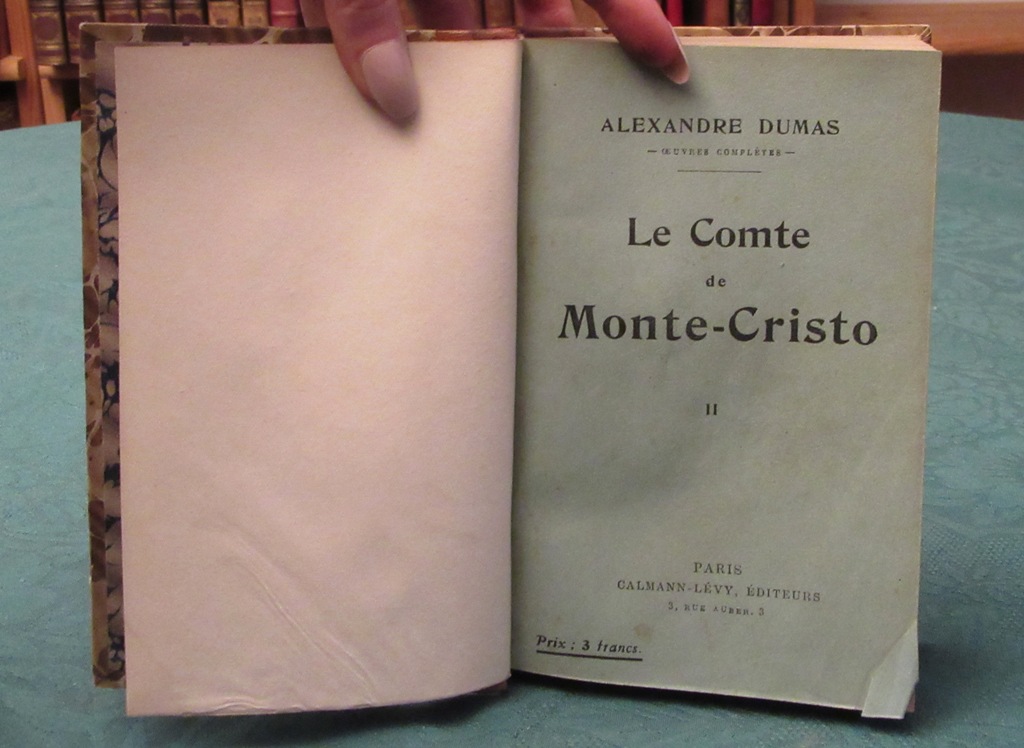 ALEXANDRE DUMAS
— ŒUVRES COMPLÈTES —
Le Comte
de
Monte-Cristo
II
PARIS
CALMANN-LÉVY, ÉDITEURS
3, RUE AUBER, 3
Prix : 3 francs.